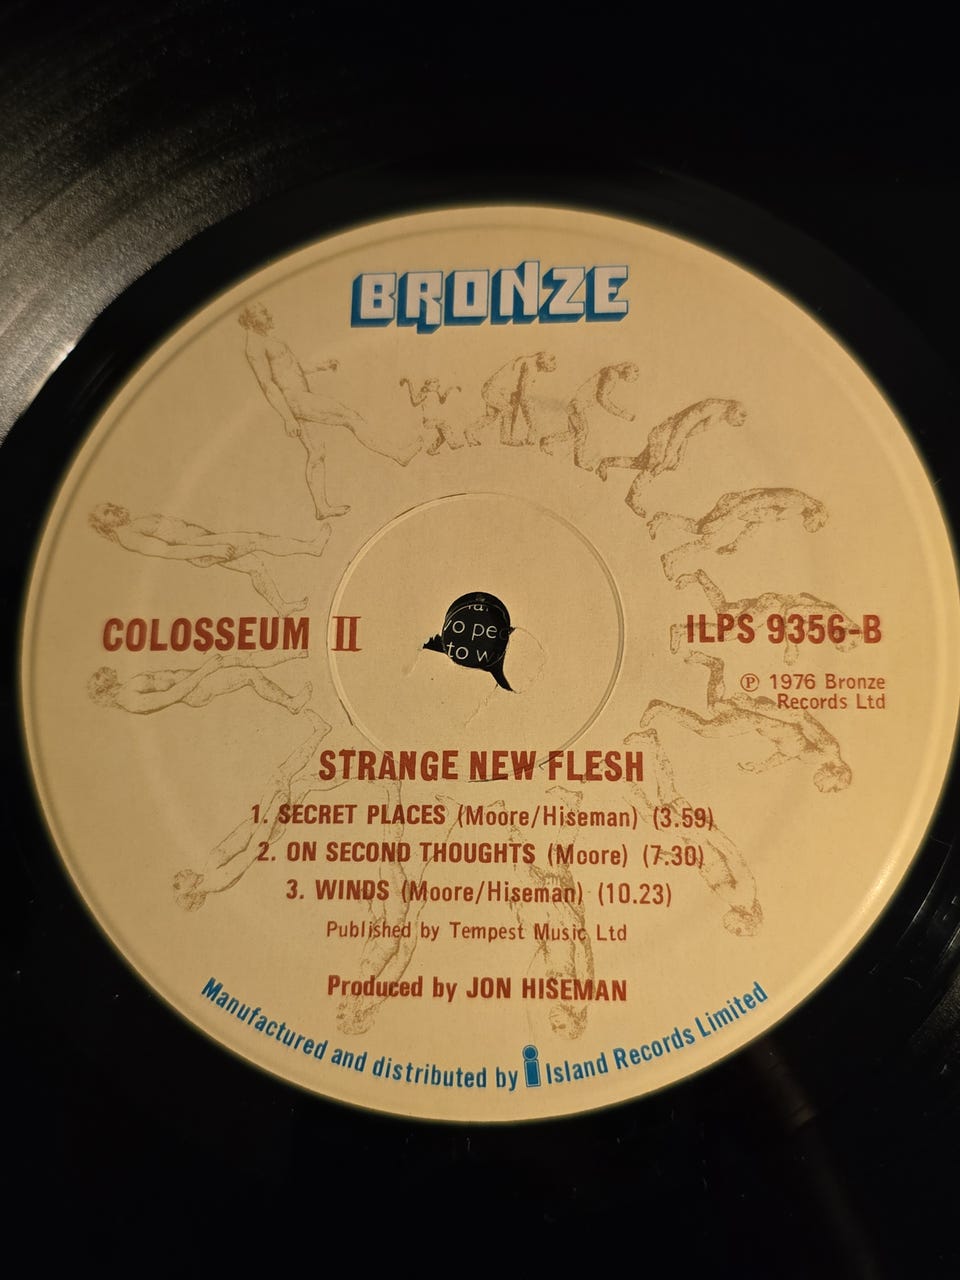 BRONZE
COLOSSEUM II
ILPS 9356-B
℗ 1976 Bronze
Records Ltd
to w
STRANGE NEW FLESH
1. SECRET PLACES (Moore/Hiseman) (3.59)
2. ON SECOND THOUGHTS (Moore) (7.30)
3. WINDS (Moore/Hiseman) (10.23)
Published by Tempest Music Ltd
Produced by JON HISEMAN
Manufactured and distributed by i Island Records Limited